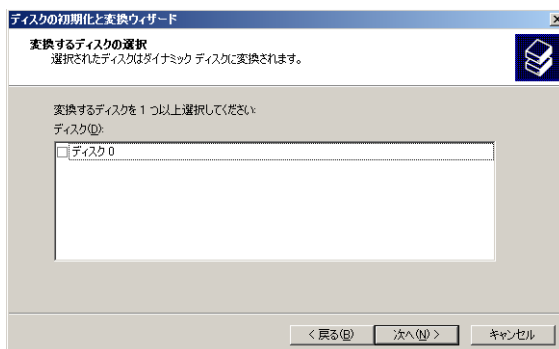 ディスクの初期化と変換ウィザード
変換するディスクの選択
選択されたディスクはダイナミック ディスクに変換されます。
変換するディスクを 1 つ以上選択してください:
ディスク(D):
ディスク 0
< 戻る(B)
次へ(N) >
キャンセル